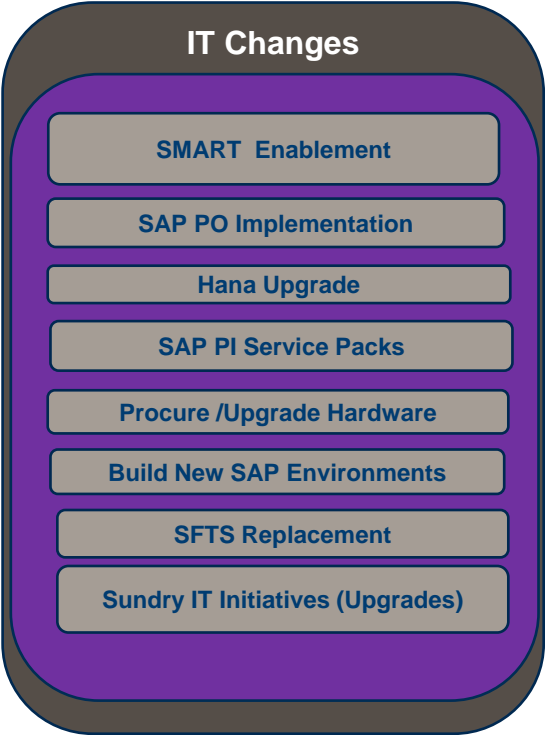 IT Changes
SMART Enablement
SAP PO Implementation
Hana Upgrade
SAP PI Service Packs
Procure /Upgrade Hardware
Build New SAP Environments
SFTS Replacement
Sundry IT Initiatives (Upgrades)